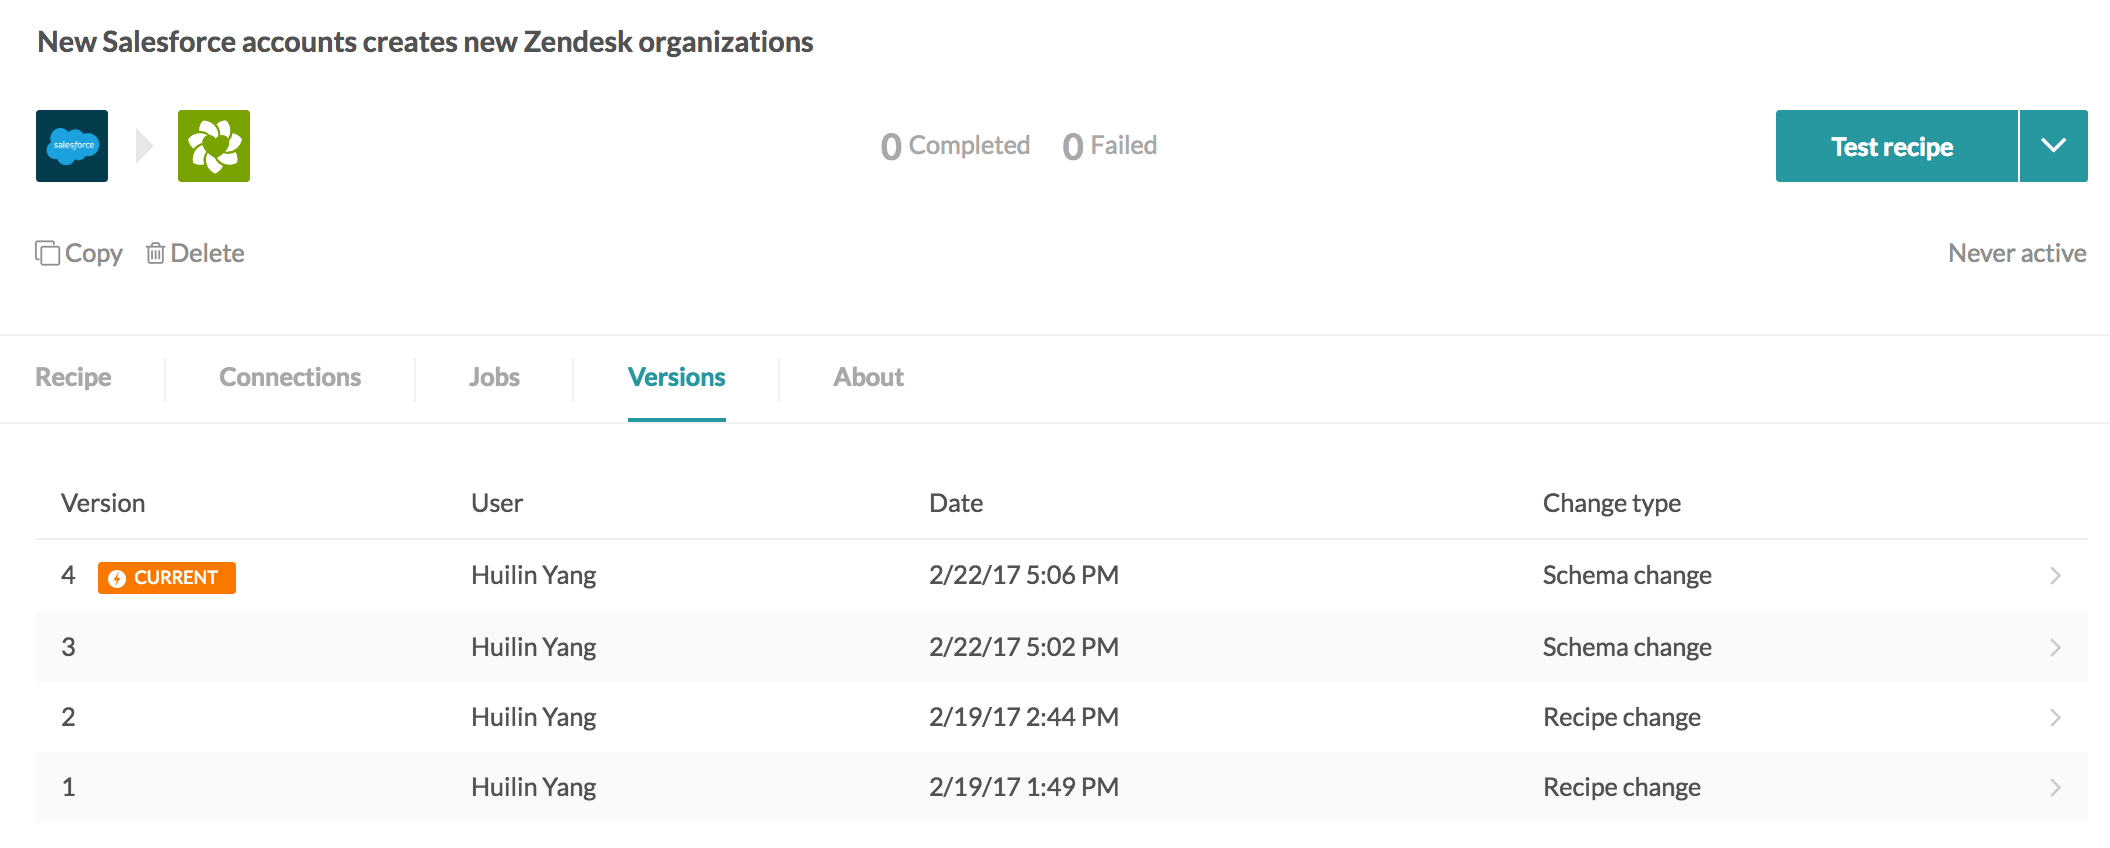 New Salesforce accounts creates new Zendesk organizations
salesforce
0 Completed 0 Failed
Test recipe
Copy Delete
Never active
Recipe Connections Jobs Versions About
Version User Date Change type
4 CURRENT Huilin Yang 2/22/17 5:06 PM Schema change
3 Huilin Yang 2/22/17 5:02 PM Schema change
2 Huilin Yang 2/19/17 2:44 PM Recipe change
1 Huilin Yang 2/19/17 1:49 PM Recipe change